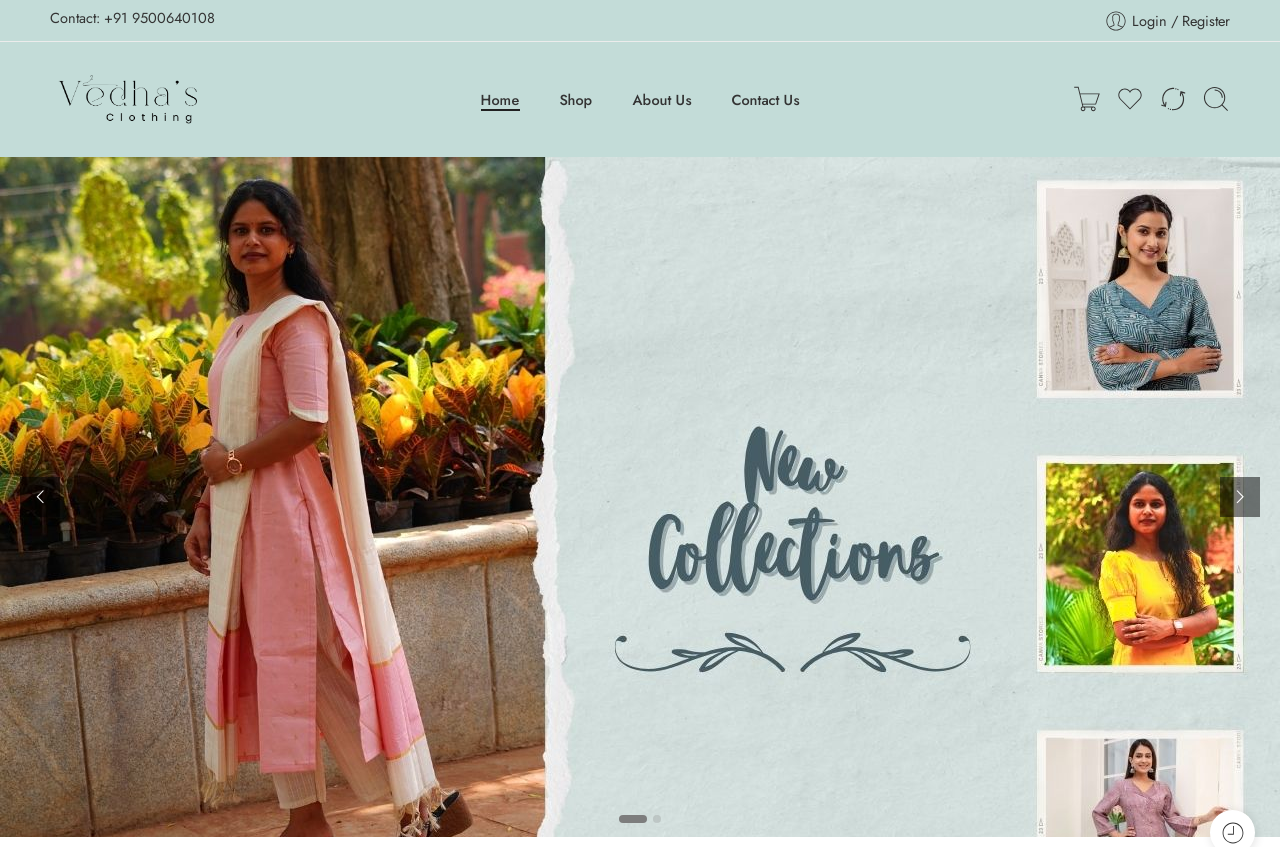 Contact: +91 9500640108
Login / Register
Vedha's
Clothing
Home
Shop
About Us
Contact Us
New
Collections